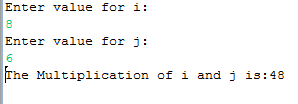 Enter value for i:
8
Enter value for j:
6
The Multiplication of i and j is:48